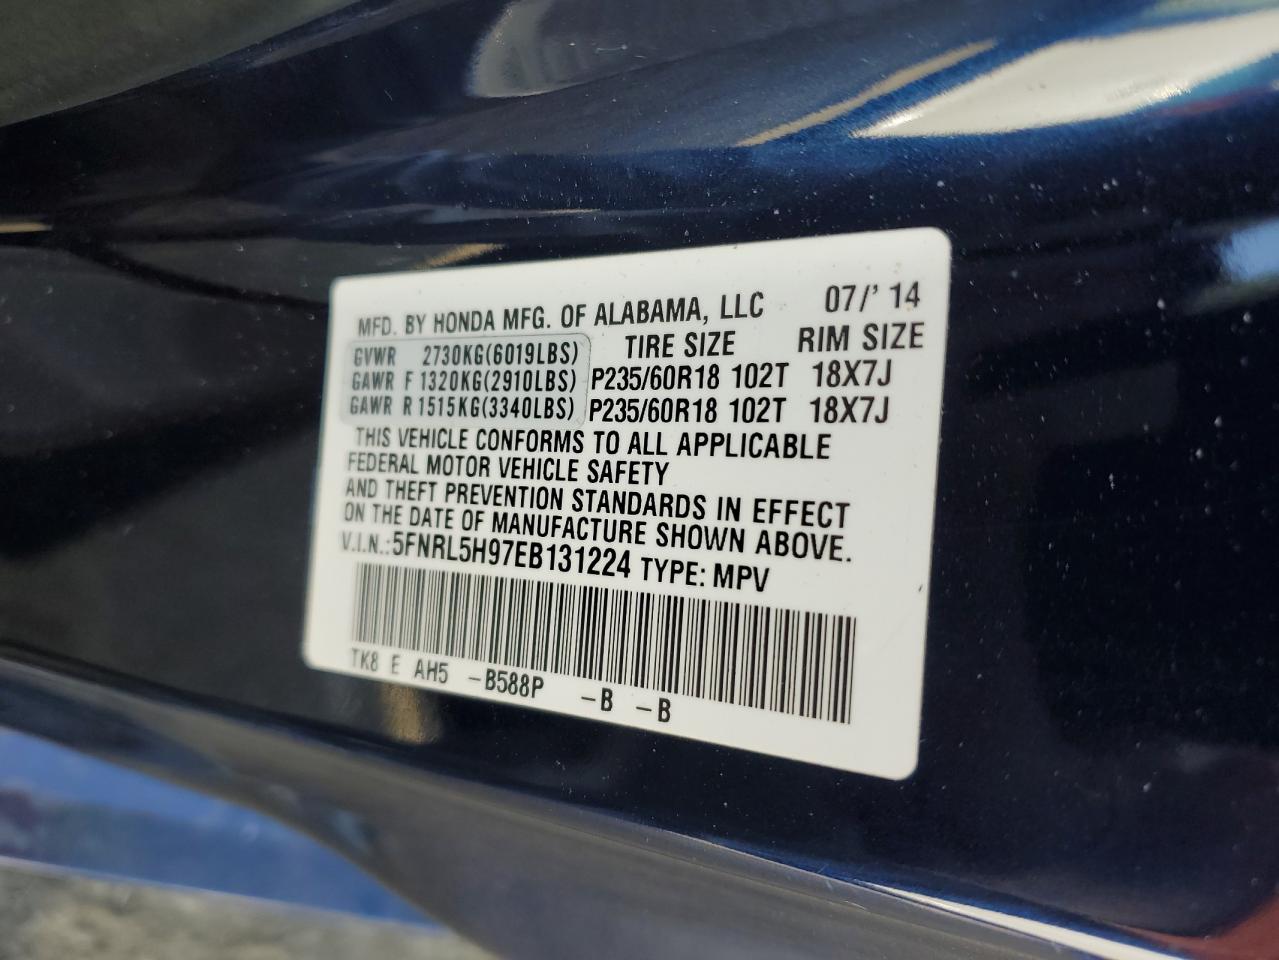 MFD. BY HONDA MFG. OF ALABAMA, LLC 07/' 14
GVWR 2730KG(6019LBS) TIRE SIZE RIM SIZE
GAWR F 1320KG(2910LBS) P235/60R18 102T 18X7J
GAWR R 1515KG(3340LBS) P235/60R18 102T 18X7J
THIS VEHICLE CONFORMS TO ALL APPLICABLE
FEDERAL MOTOR VEHICLE SAFETY
AND THEFT PREVENTION STANDARDS IN EFFECT
ON THE DATE OF MANUFACTURE SHOWN ABOVE.
V.I.N.:5FNRL5H97EB131224 TYPE: MPV
TK8 E AH5 -B588P -B -B